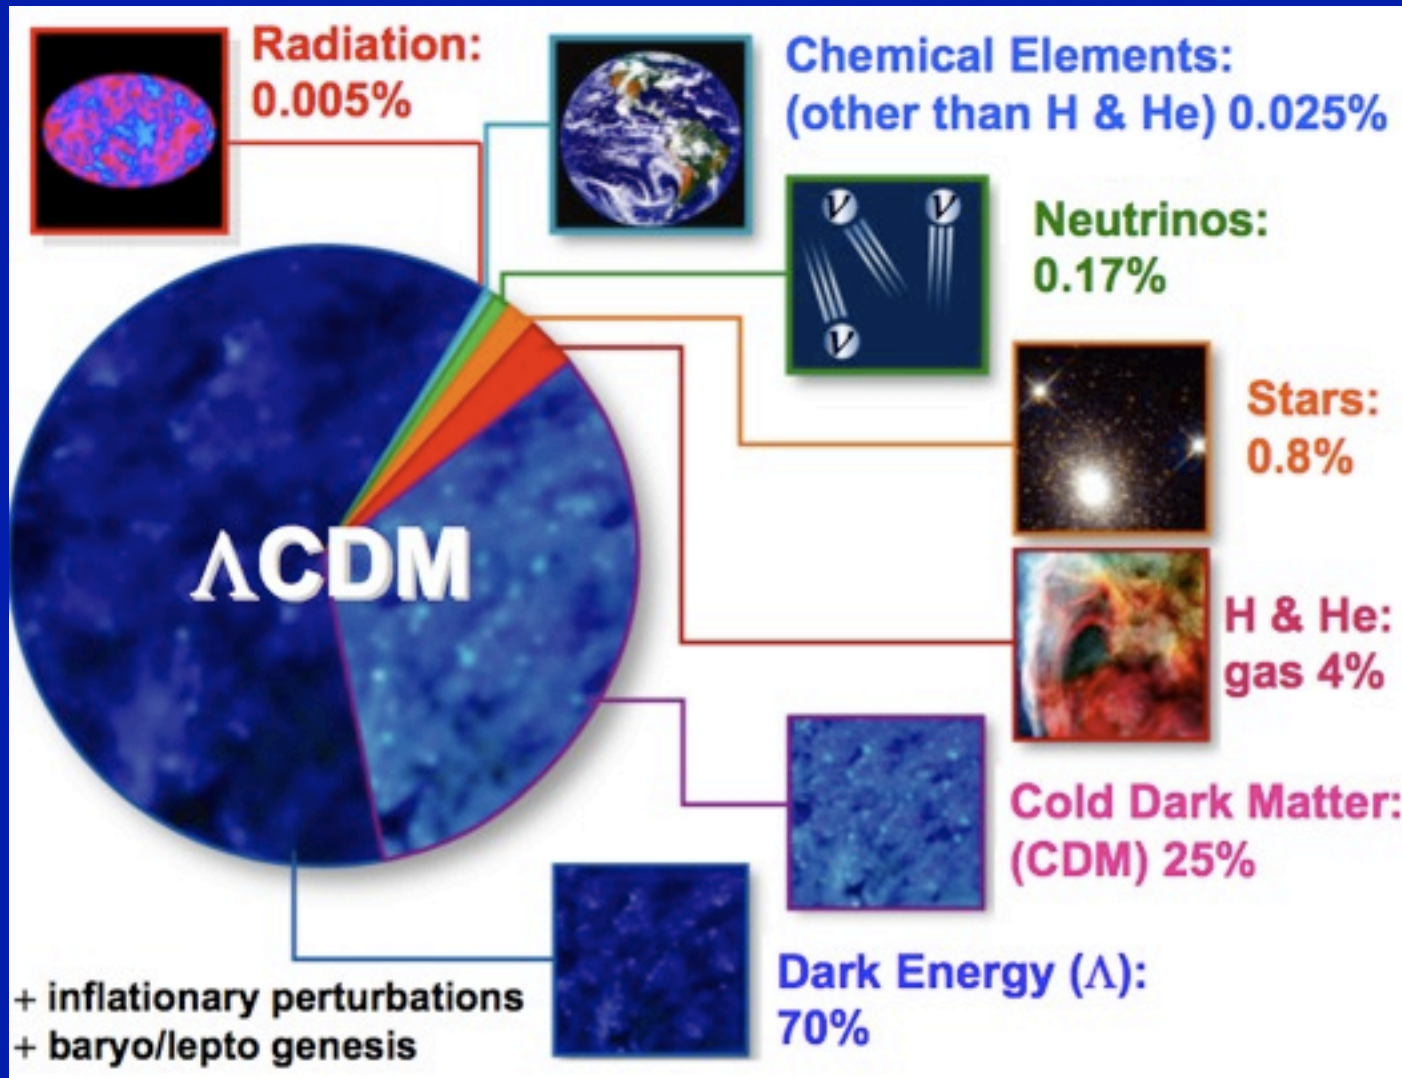 Radiation:
0.005%
Chemical Elements:
(other than H & He) 0.025%
ν
ν
ν
Neutrinos:
0.17%
Stars:
0.8%
ΛCDM
H & He:
gas 4%
Cold Dark Matter:
(CDM) 25%
Dark Energy (Λ):
70%
+ inflationary perturbations
+ baryo/lepto genesis